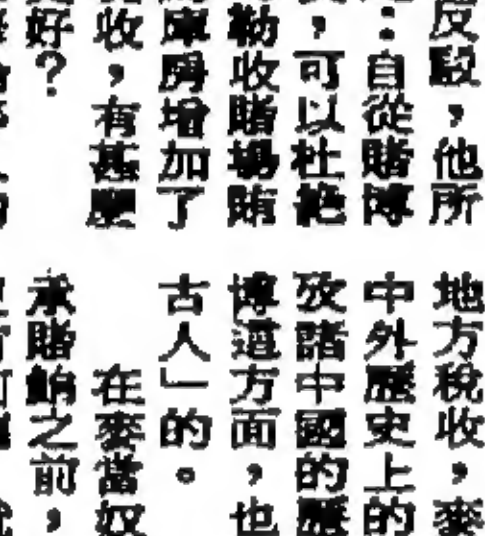 反駁，他所
：自從賭博
，可以杜絕
勒收賭場賄
庫房增加了
收，有甚麼
好？
地方稅收，麥
中外歷史上的
攷諸中國的歷
博這方面，也
古人」的。
在麥當奴
承賭餉之前，